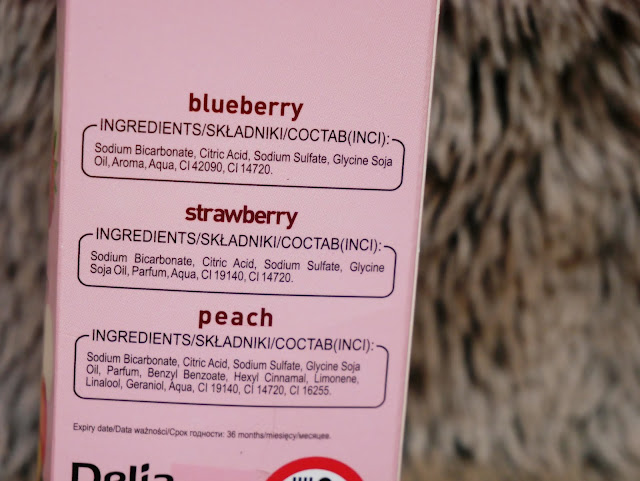 blueberry
INGREDIENTS/SKŁADNIKI/COCTAB(INCI):
Sodium Bicarbonate, Citric Acid, Sodium Sulfate, Glycine Soja
Oil, Aroma, Aqua, CI 42090, CI 14720.
strawberry
INGREDIENTS/SKŁADNIKI/COCTAB(INCI):
Sodium Bicarbonate, Citric Acid, Sodium Sulfate, Glycine
Soja Oil, Parfum, Aqua, CI 19140, CI 14720.
peach
INGREDIENTS/SKŁADNIKI/COCTAB(INCI):
Sodium Bicarbonate, Citric Acid, Sodium Sulfate, Glycine Soja
Oil, Parfum, Benzyl Benzoate, Hexyl Cinnamal, Limonene,
Linalool, Geraniol, Aqua, CI 19140, CI 14720, CI 16255.
Expiry date/Data ważności/Срок годности: 36 months/miesięcy/месяцев.
Delia